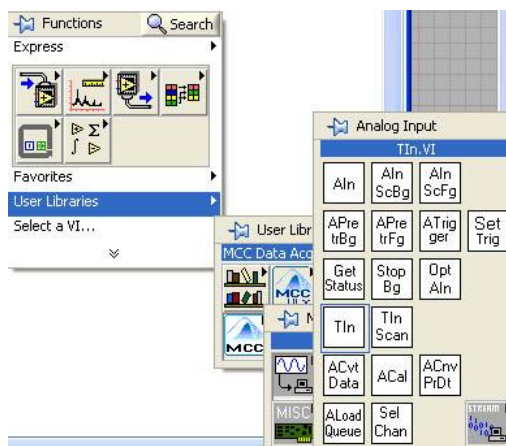 Functions
Search
Express
Favorites
User Libraries
Select a VI...
User Libr
MCC Data Acq
MCC
MCC
MISC
Analog Input
TIn.VI
AIn
AIn ScBg
AIn ScFg
APre trBg
APre trFg
ATrig ger
Set Trig
Get Status
Stop Bg
Opt AIn
TIn
TIn Scan
ACvt Data
ACal
ACnv PrDt
ALoad Queue
Sel Chan
STREAM